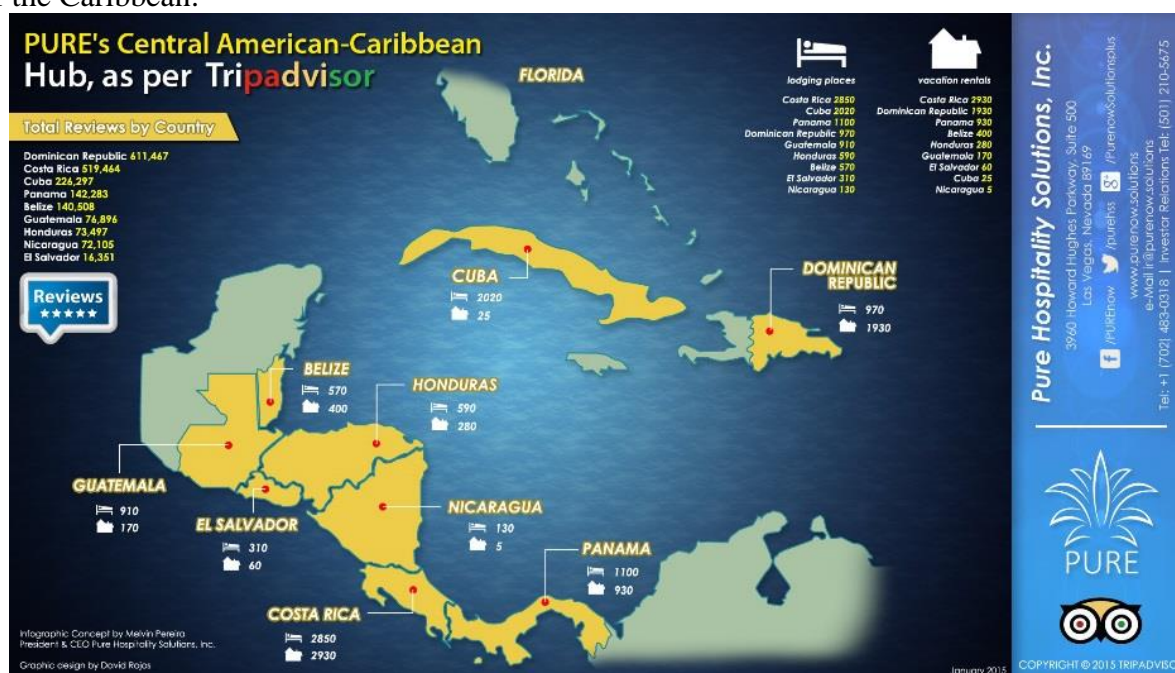 the Caribbean.
PURE's Central American-Caribbean
Hub, as per Tripadvisor
Total Reviews by Country
Dominican Republic 611,467
Costa Rica 519,464
Cuba 226,297
Panama 142,283
Belize 140,508
Guatemala 76,896
Honduras 73,497
Nicaragua 72,105
El Salvador 16,351
Reviews
FLORIDA
lodging places
Costa Rica 2850
Cuba 2020
Panama 1100
Dominican Republic 970
Guatemala 910
Honduras 590
Belize 570
El Salvador 310
Nicaragua 130
vacation rentals
Costa Rica 2930
Dominican Republic 1930
Panama 930
Belize 400
Honduras 280
Guatemala 170
El Salvador 60
Cuba 25
Nicaragua 5
CUBA
2020
25
DOMINICAN
REPUBLIC
970
1930
BELIZE
570
400
HONDURAS
590
280
GUATEMALA
910
170
EL SALVADOR
310
60
NICARAGUA
130
5
PANAMA
1100
930
COSTA RICA
2850
2930
Infographic Concept by Melvin Pereira
President & CEO Pure Hospitality Solutions, Inc.
Graphic design by David Rojas
January 2015
Pure Hospitality Solutions, Inc.
3960 Howard Hughes Parkway, Suite 500
Las Vegas, Nevada 89169
f /PUREnow /purehss g+ /PurenowSolutionsplus
www.purenow.solutions
e-Mail ir@purenow.solutions
Tel: +1 (702) 483-0318 | Investor Relations Tel: (501) 210-5675
PURE
COPYRIGHT © 2015 TRIPADVISO